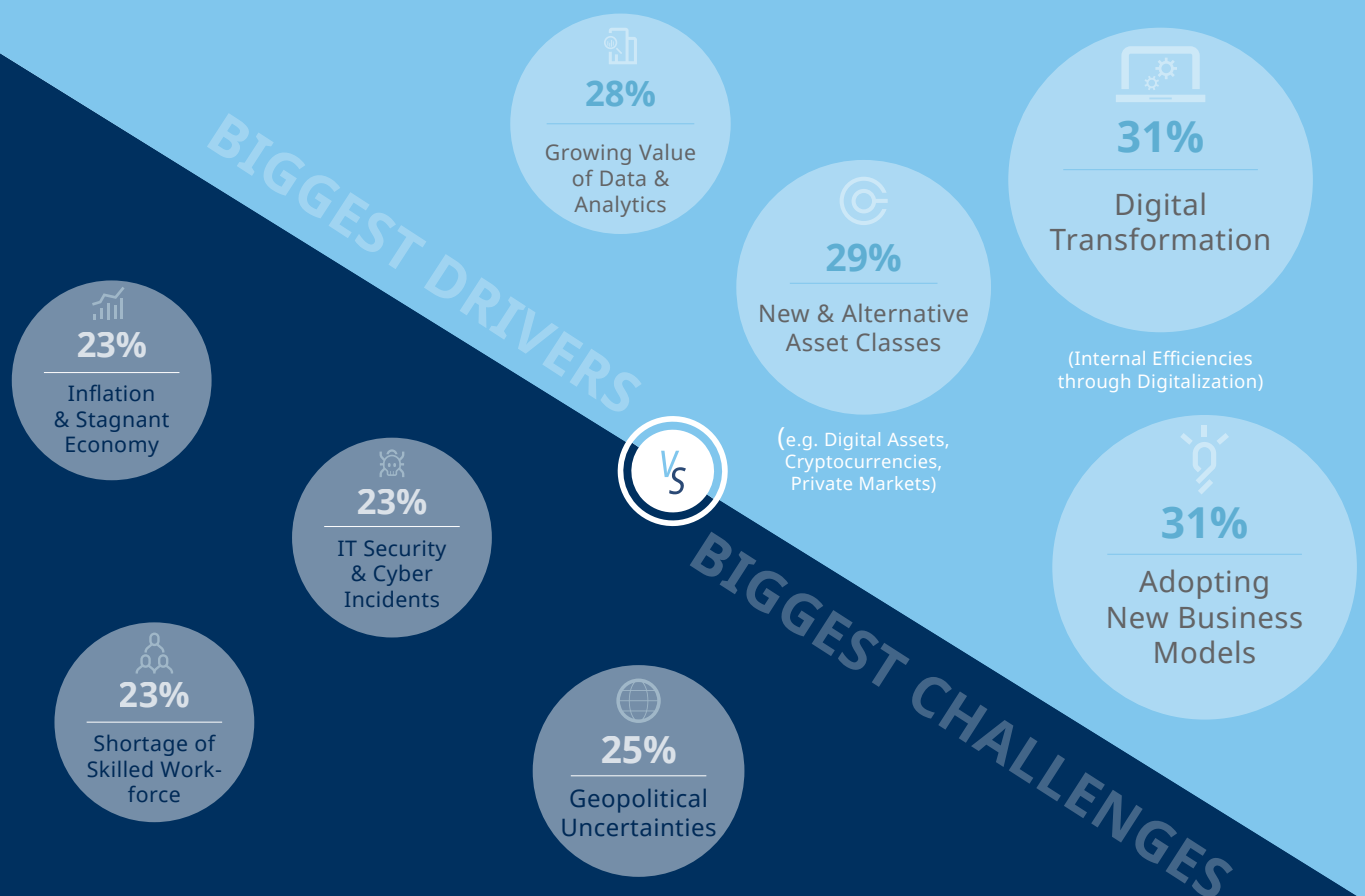 BIGGEST DRIVERS
28%
Growing Value
of Data &
Analytics
29%
New & Alternative
Asset Classes
(e.g. Digital Assets,
Cryptocurrencies,
Private Markets)
31%
Digital
Transformation
(Internal Efficiencies
through Digitalization)
31%
Adopting
New Business
Models
VS
BIGGEST CHALLENGES
23%
Inflation
& Stagnant
Economy
23%
IT Security
& Cyber
Incidents
23%
Shortage of
Skilled Work-
force
25%
Geopolitical
Uncertainties